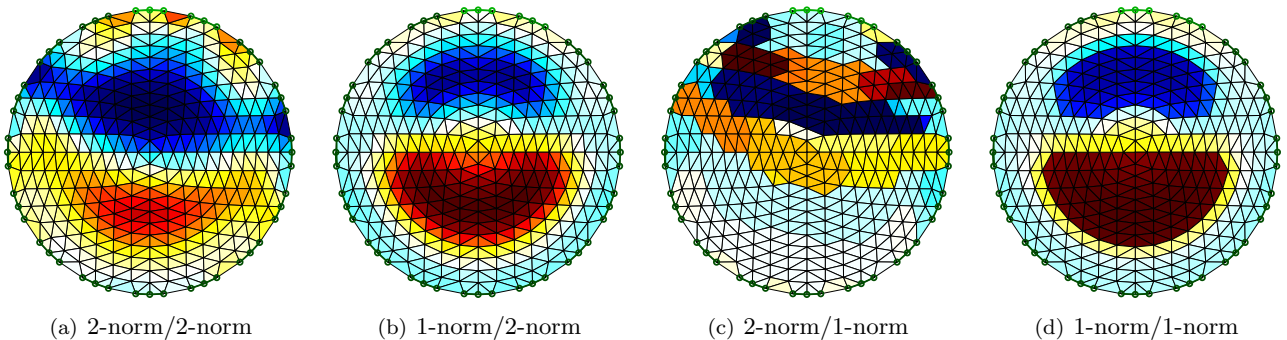 (a) 2-norm/2-norm
(b) 1-norm/2-norm
(c) 2-norm/1-norm
(d) 1-norm/1-norm